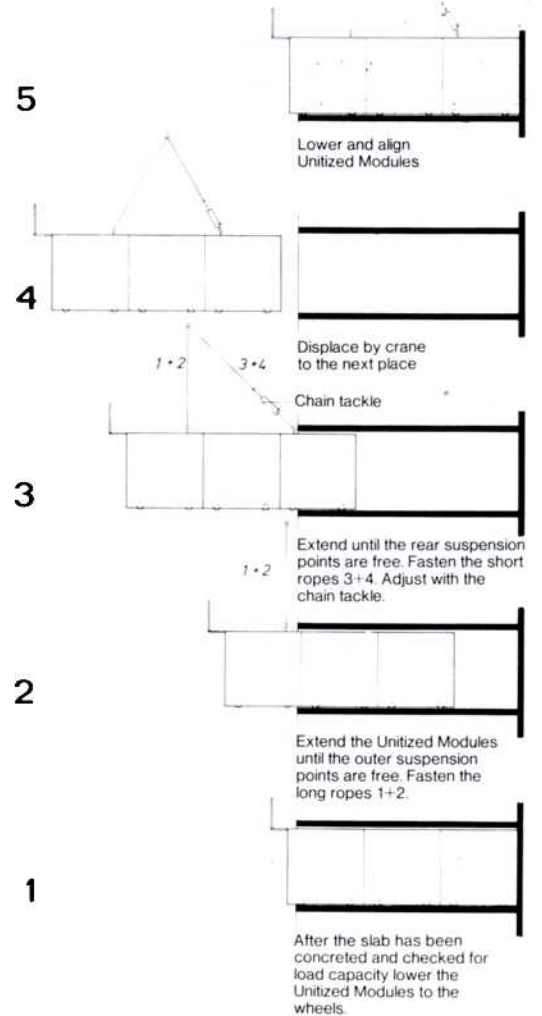 5
Lower and align
Unitized Modules
4
Displace by crane
to the next place
1+2
3+4
Chain tackle
3
Extend until the rear suspension
points are free. Fasten the short
ropes 3+4. Adjust with the
chain tackle.
1+2
2
Extend the Unitized Modules
until the outer suspension
points are free. Fasten the
long ropes 1+2.
1
After the slab has been
concreted and checked for
load capacity lower the
Unitized Modules to the
wheels.